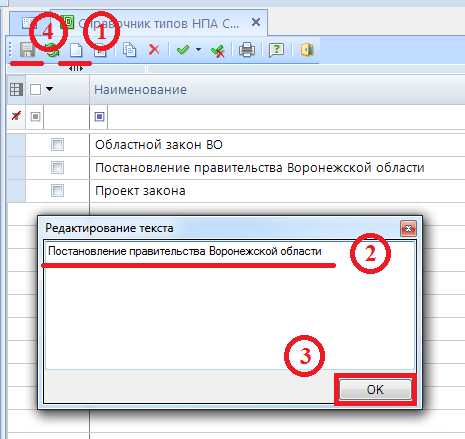 Справочник типов НПА С...
4
1
Наименование
Областной закон ВО
Постановление правительства Воронежской области
Проект закона
Редактирование текста
Постановление правительства Воронежской области
2
3
OK